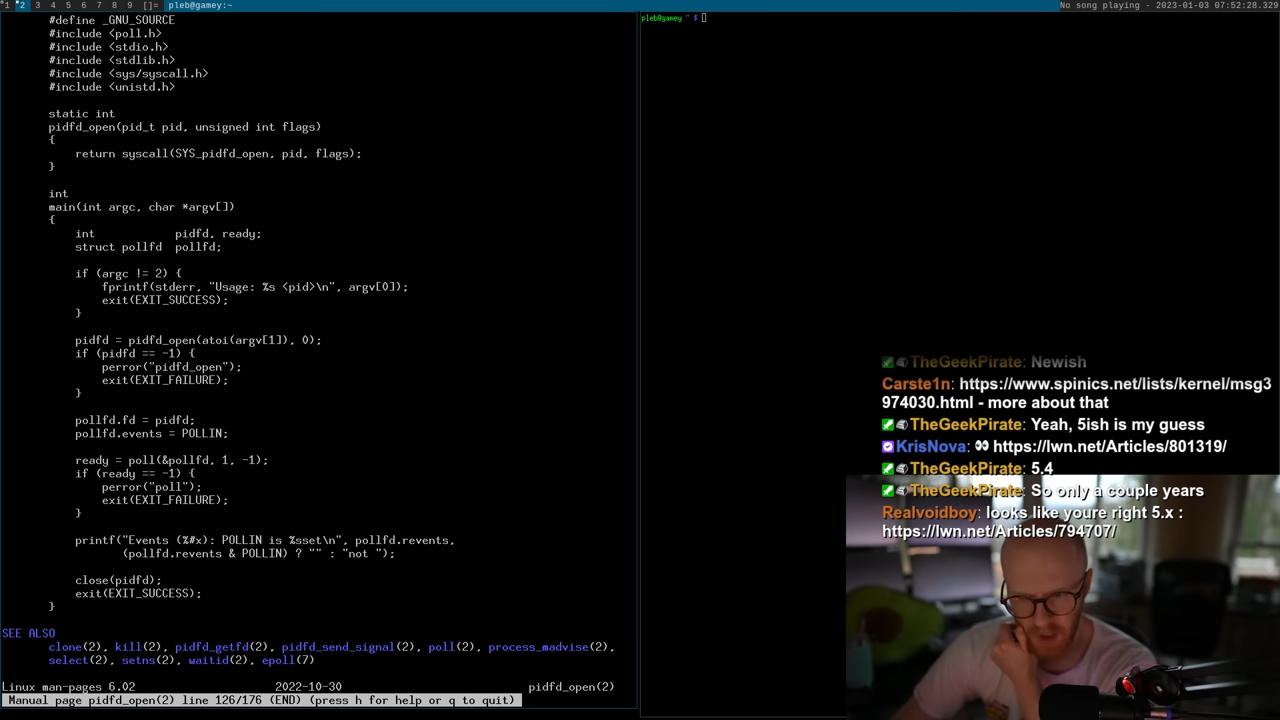 1 2 3 4 5 6 7 8 9 []= pleb@gamey:~ No song playing - 2023-01-03 07:52:28.329
#define _GNU_SOURCE
#include <poll.h>
#include <stdio.h>
#include <stdlib.h>
#include <sys/syscall.h>
#include <unistd.h>
static int
pidfd_open(pid_t pid, unsigned int flags)
{
return syscall(SYS_pidfd_open, pid, flags);
}
int
main(int argc, char *argv[])
{
int pidfd, ready;
struct pollfd pollfd;
if (argc != 2) {
fprintf(stderr, "Usage: %s <pid>\n", argv[0]);
exit(EXIT_SUCCESS);
}
pidfd = pidfd_open(atoi(argv[1]), 0);
if (pidfd == -1) {
perror("pidfd_open");
exit(EXIT_FAILURE);
}
pollfd.fd = pidfd;
pollfd.events = POLLIN;
ready = poll(&pollfd, 1, -1);
if (ready == -1) {
perror("poll");
exit(EXIT_FAILURE);
}
printf("Events (%#x): POLLIN is %sset\n", pollfd.revents,
(pollfd.revents & POLLIN) ? "" : "not ");
close(pidfd);
exit(EXIT_SUCCESS);
}
SEE ALSO
clone(2), kill(2), pidfd_getfd(2), pidfd_send_signal(2), poll(2), process_madvise(2),
select(2), setns(2), waitid(2), epoll(7)
Linux man-pages 6.02 2022-10-30 pidfd_open(2)
Manual page pidfd_open(2) line 126/176 (END) (press h for help or q to quit)
pleb@gamey ~ $
TheGeekPirate: Newish
Carste1n: https://www.spinics.net/lists/kernel/msg3
974030.html - more about that
TheGeekPirate: Yeah, 5ish is my guess
KrisNova: 👀 https://lwn.net/Articles/801319/
TheGeekPirate: 5.4
TheGeekPirate: So only a couple years
Realvoidboy: looks like youre right 5.x :
https://lwn.net/Articles/794707/